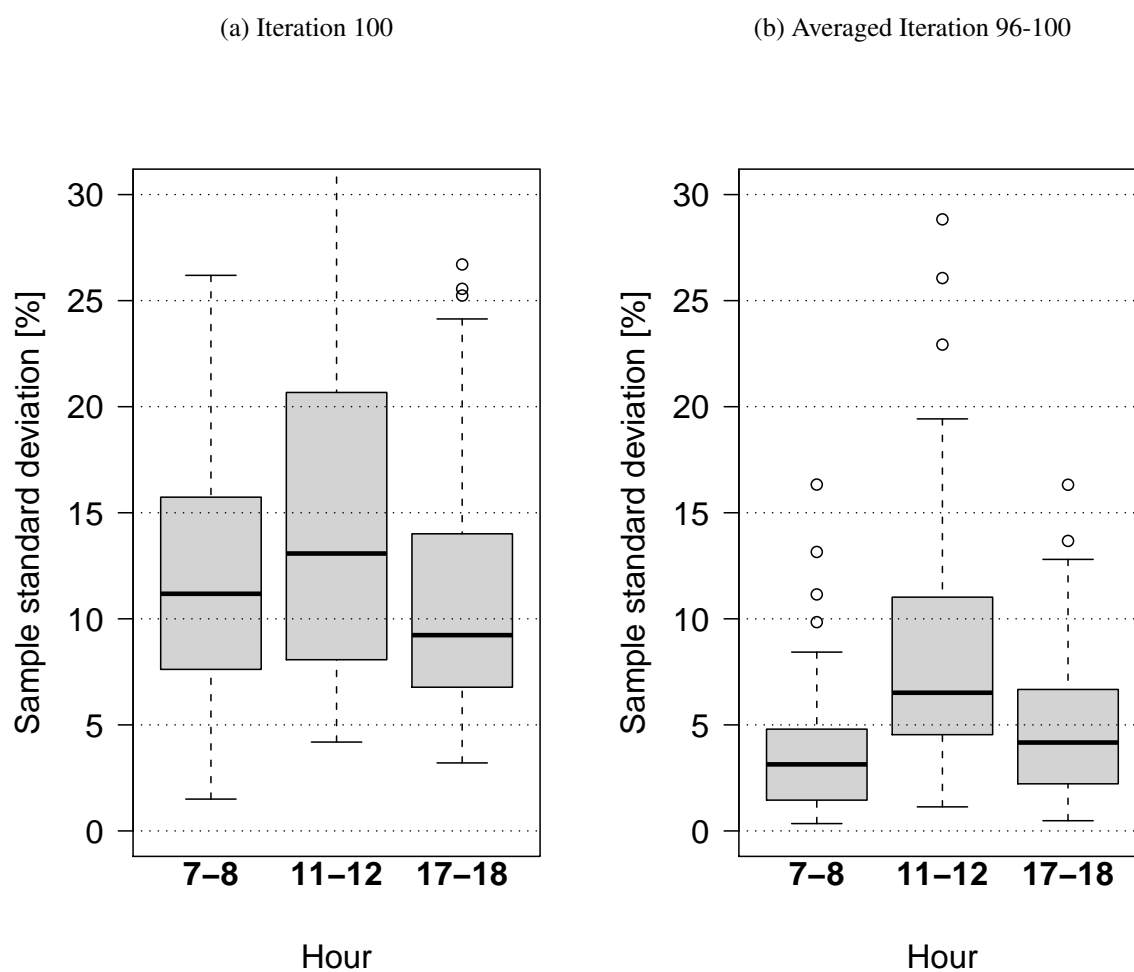 (a) Iteration 100
(b) Averaged Iteration 96-100
Sample standard deviation [%]
30
25
20
15
10
5
0
7–8 11–12 17–18
Hour
Sample standard deviation [%]
30
25
20
15
10
5
0
7–8 11–12 17–18
Hour